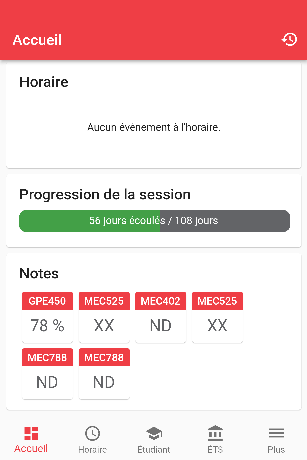 Accueil
Horaire
Aucun événement à l'horaire.
Progression de la session
56 jours écoulés / 108 jours
Notes
GPE450 MEC525 MEC402 MEC525
78 % XX ND XX
MEC788 MEC788
ND ND
Accueil Horaire Étudiant ÉTS Plus